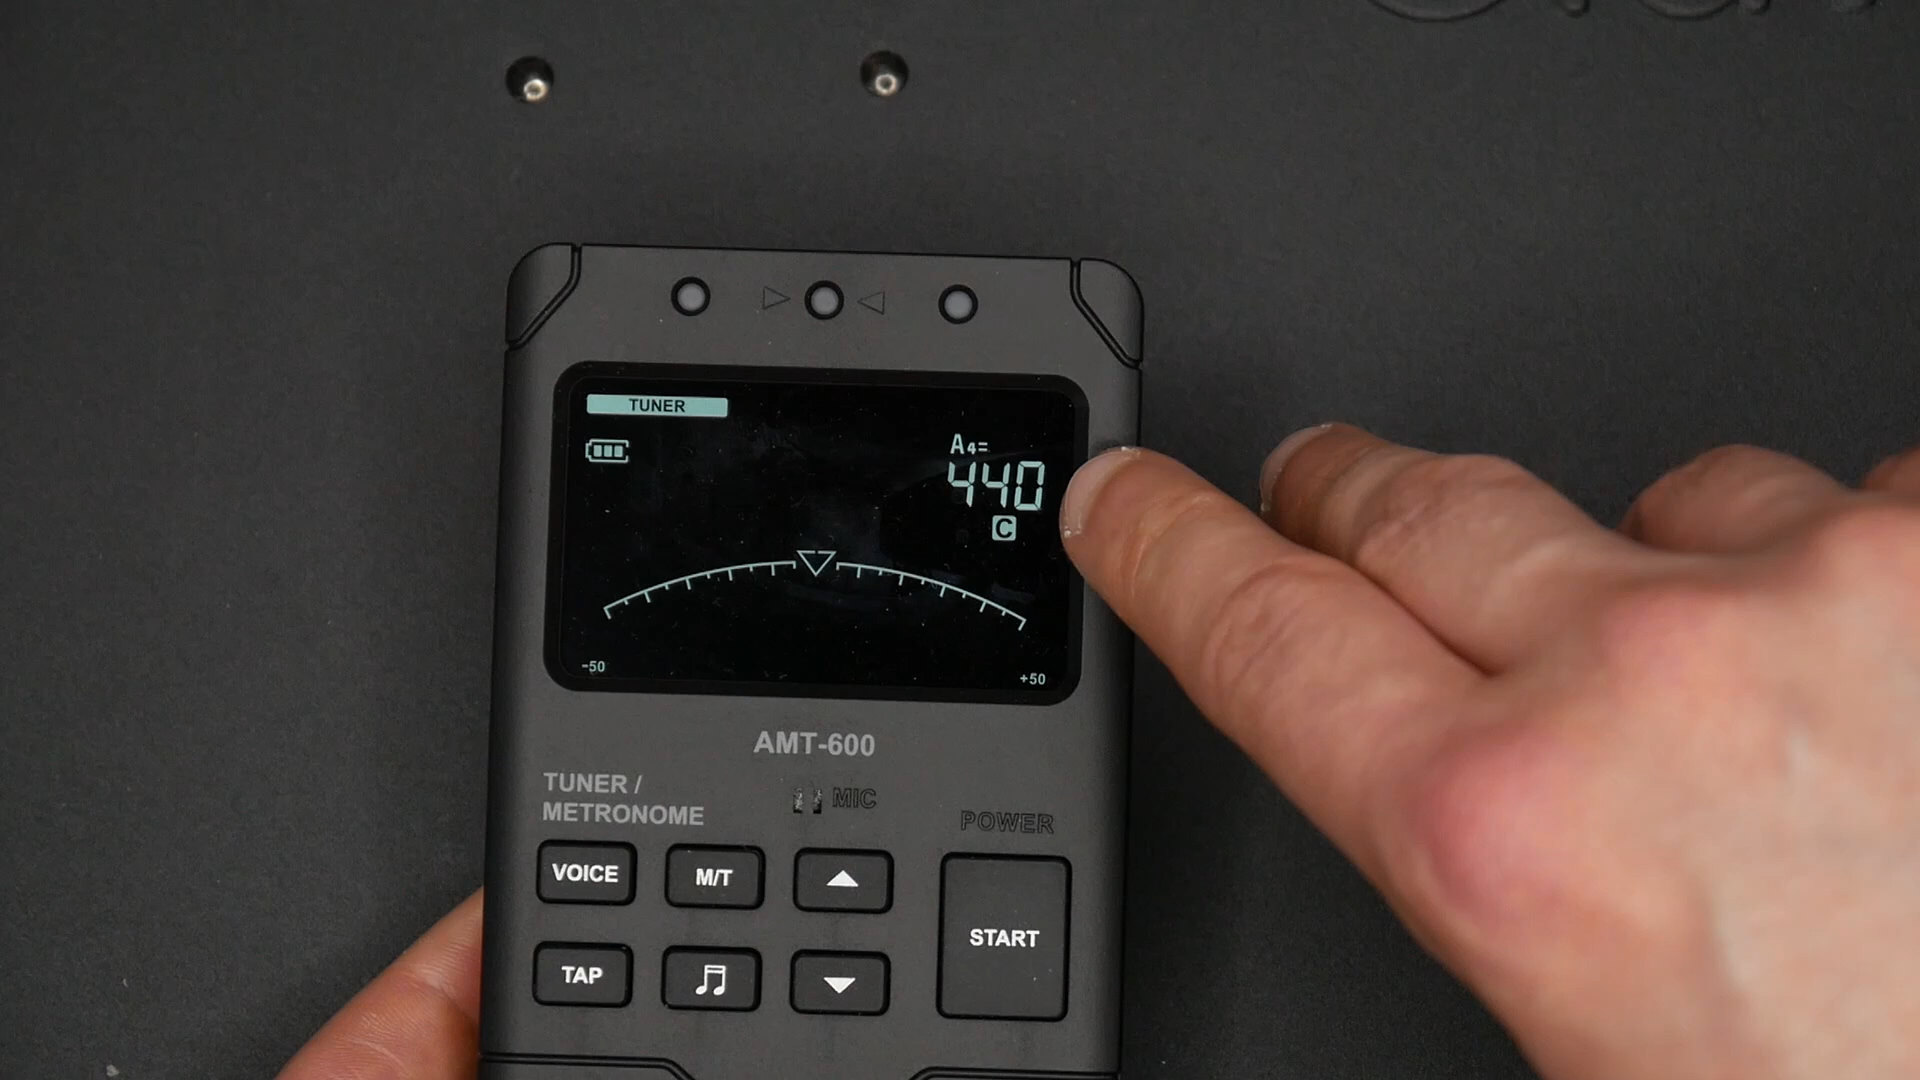 TUNER
A4=
440
C
-50
+50
AMT-600
TUNER /
METRONOME
MIC
POWER
VOICE
M/T
START
TAP